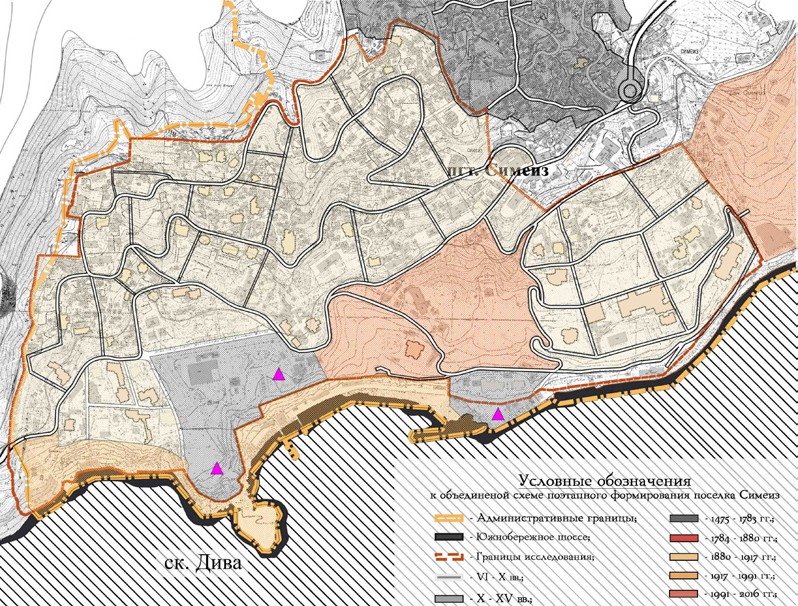 СИМЕИЗ
пгт. Симеиз
ск. Дива
Условные обозначения
к объединеной схеме поэтапного формирования поселка Симеиз
- Административные границы;
- Южнобережное шоссе;
- Границы исследования;
- VI - X вв.;
- X - XV вв.;
- 1475 - 1783 гг.;
- 1784 - 1880 гг.;
- 1880 - 1917 гг.;
- 1917 - 1991 гг.;
- 1991 - 2016 гг.;